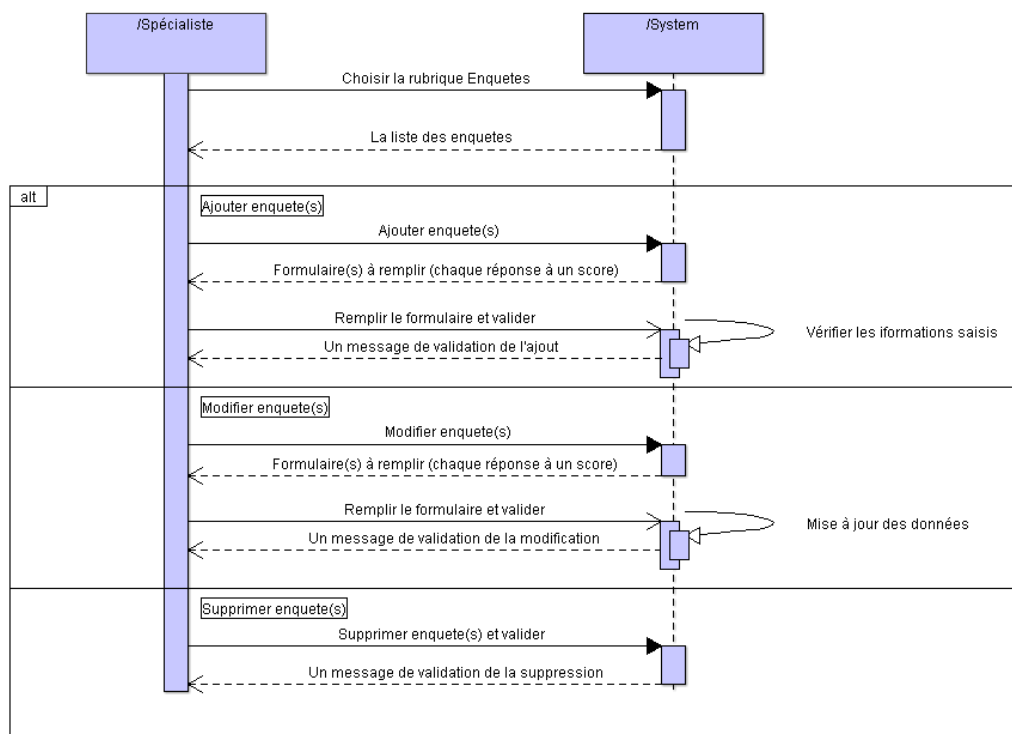 /Spécialiste
/System
Choisir la rubrique Enquetes
La liste des enquetes
alt
Ajouter enquete(s)
Ajouter enquete(s)
Formulaire(s) à remplir (chaque réponse à un score)
Remplir le formulaire et valider
Vérifier les iformations saisis
Un message de validation de l'ajout
Modifier enquete(s)
Modifier enquete(s)
Formulaire(s) à remplir (chaque réponse à un score)
Remplir le formulaire et valider
Mise à jour des données
Un message de validation de la modification
Supprimer enquete(s)
Supprimer enquete(s) et valider
Un message de validation de la suppression